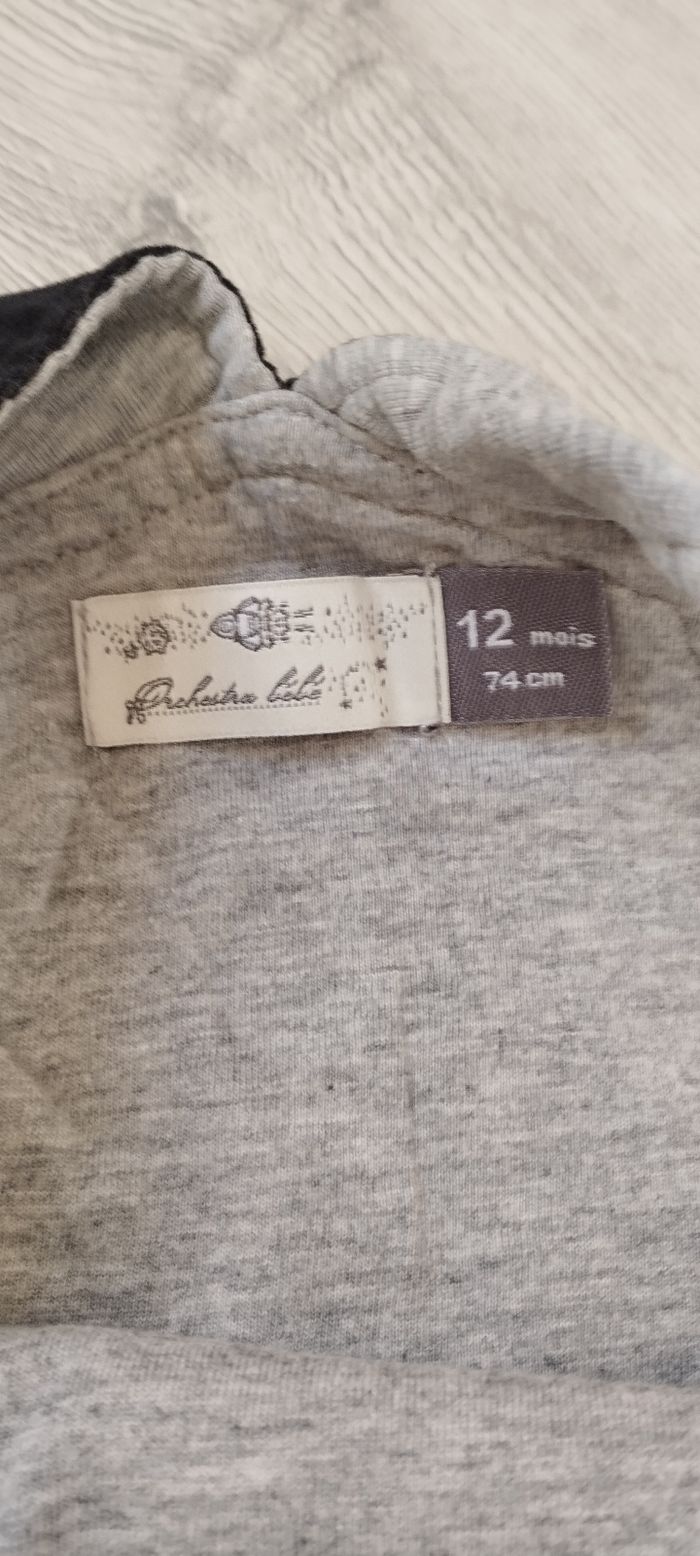 Orchestra bébé
12 mois
74 cm